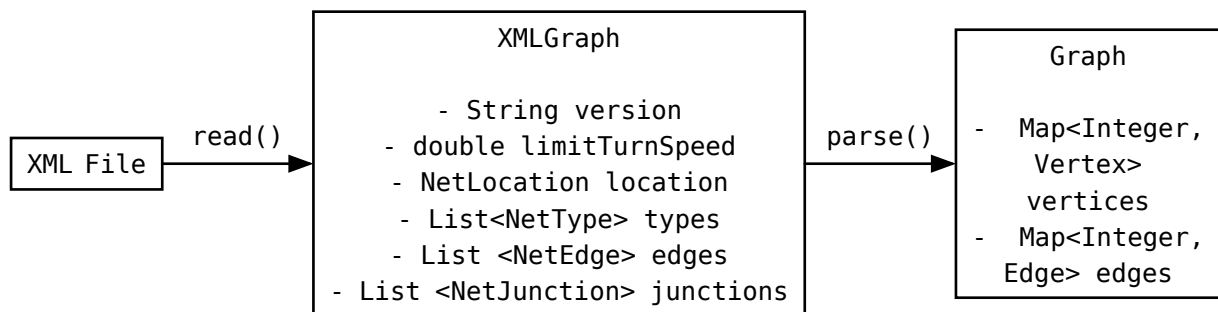 XML File
read()
XMLGraph
- String version
- double limitTurnSpeed
- NetLocation location
- List<NetType> types
- List <NetEdge> edges
- List <NetJunction> junctions
parse()
Graph
- Map<Integer,
Vertex>
vertices
- Map<Integer,
Edge> edges